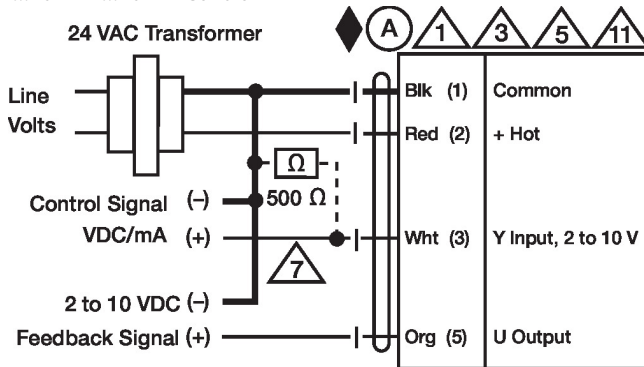 24 VAC Transformer
A 1 3 5 11
Line
Volts
Blk (1) Common
Red (2) + Hot
Ω
500 Ω
Control Signal (-)
VDC/mA (+)
Wht (3) Y Input, 2 to 10 V
7
2 to 10 VDC (-)
Feedback Signal (+)
Org (5) U Output